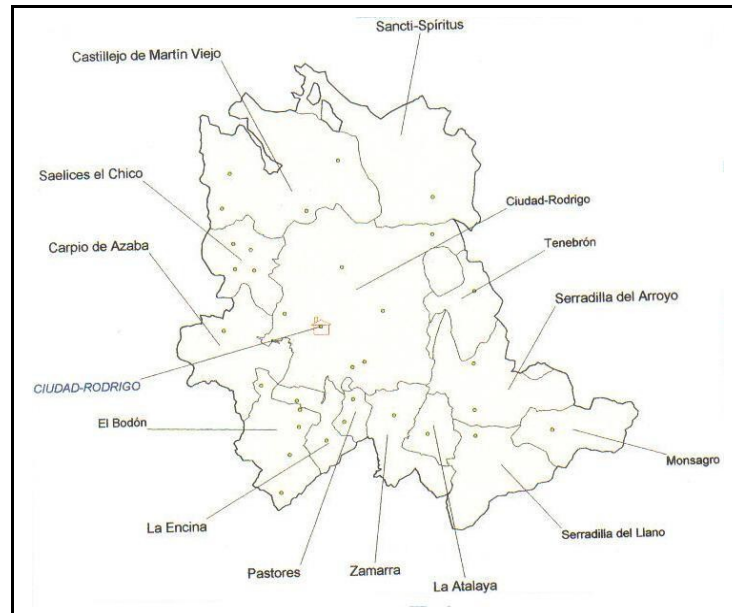 Sancti-Spíritus
Castillejo de Martín Viejo
Saelices el Chico
Ciudad-Rodrigo
Carpio de Azaba
Tenebrón
Serradilla del Arroyo
CIUDAD-RODRIGO
El Bodón
Monsagro
La Encina
Serradilla del Llano
Pastores
Zamarra
La Atalaya